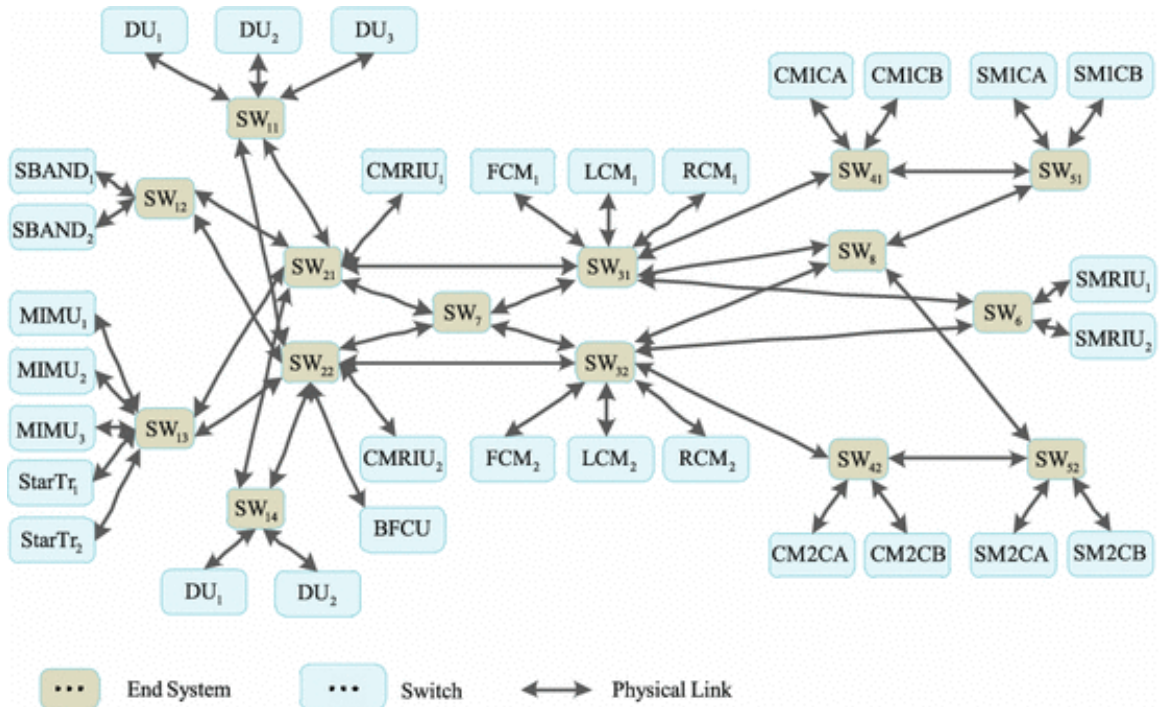 DU₁ DU₂ DU₃
SW₁₁
CM1CA CM1CB SM1CA SM1CB
SBAND₁
SW₁₂
SBAND₂
CMRIU₁ FCM₁ LCM₁ RCM₁
SW₄₁ SW₅₁
SW₂₁ SW₃₁ SW₈
SMRIU₁
SW₇ SW₆
SMRIU₂
MIMU₁
MIMU₂
SW₂₂ SW₃₂
MIMU₃
SW₁₃
StarTr₁
StarTr₂
CMRIU₂ FCM₂ LCM₂ RCM₂
SW₄₂ SW₅₂
SW₁₄
BFCU
CM2CA CM2CB SM2CA SM2CB
DU₁ DU₂
... End System ... Switch Physical Link